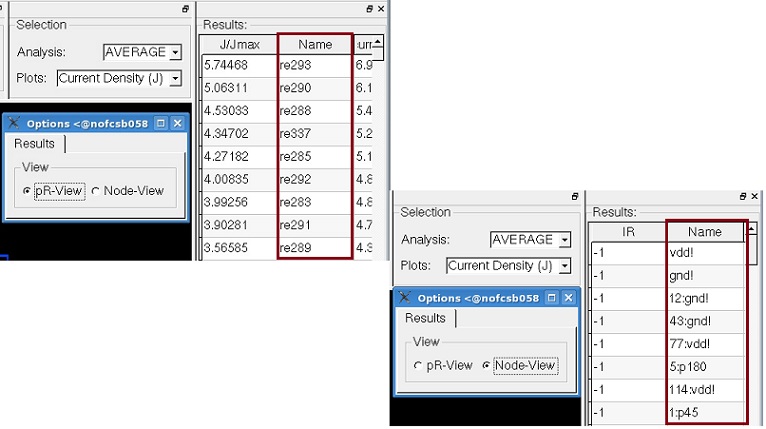 Selection
Analysis: AVERAGE
Plots: Current Density (J)
Options <@nofcsb058
Results
View
pR-View Node-View
Results:
J/Jmax Name
5.74468 re293 6.9
5.06311 re290 6.1
4.53033 re288 5.4
4.34702 re337 5.2
4.27182 re285 5.1
4.00835 re292 4.8
3.99256 re283 4.8
3.90281 re291 4.7
3.56585 re289 4.3
Selection
Analysis: AVERAGE
Plots: Current Density (J)
Options <@nofcsb058
Results
View
pR-View Node-View
Results:
IR Name
-1 vdd!
-1 gnd!
-1 12:gnd!
-1 43:gnd!
-1 77:vdd!
-1 5:p180
-1 114:vdd!
-1 1:p45